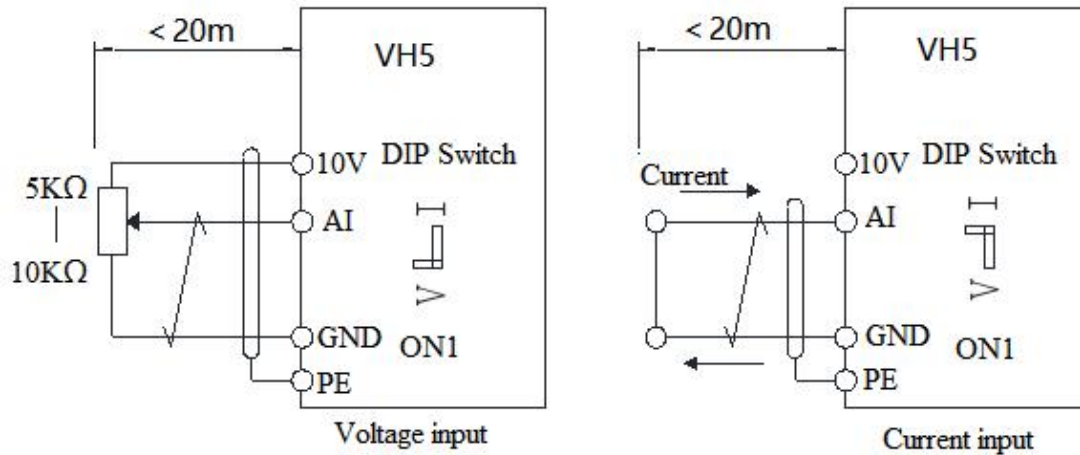 < 20m
VH5
10V
DIP Switch
5KΩ
10KΩ
AI
I
V
GND
ON1
PE
Voltage input
< 20m
VH5
10V
DIP Switch
Current
AI
I
V
GND
ON1
PE
Current input